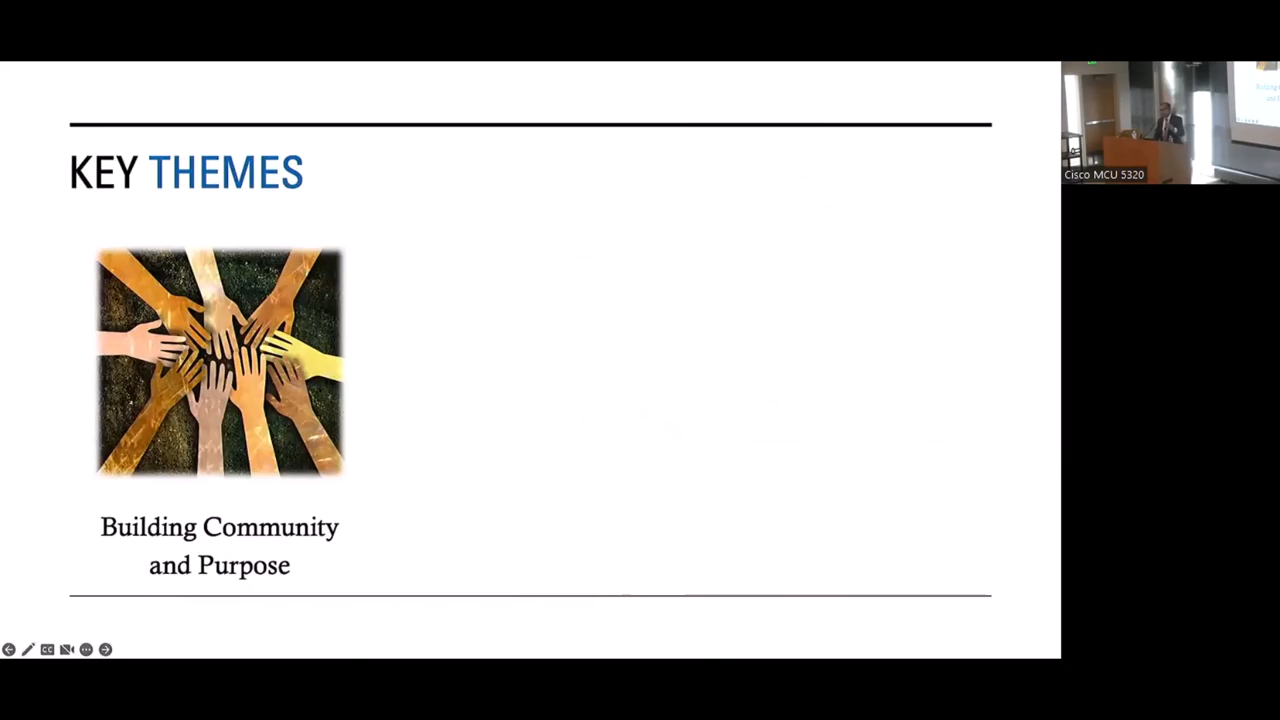 KEY THEMES
Building Community
and Purpose
Cisco MCU 5320